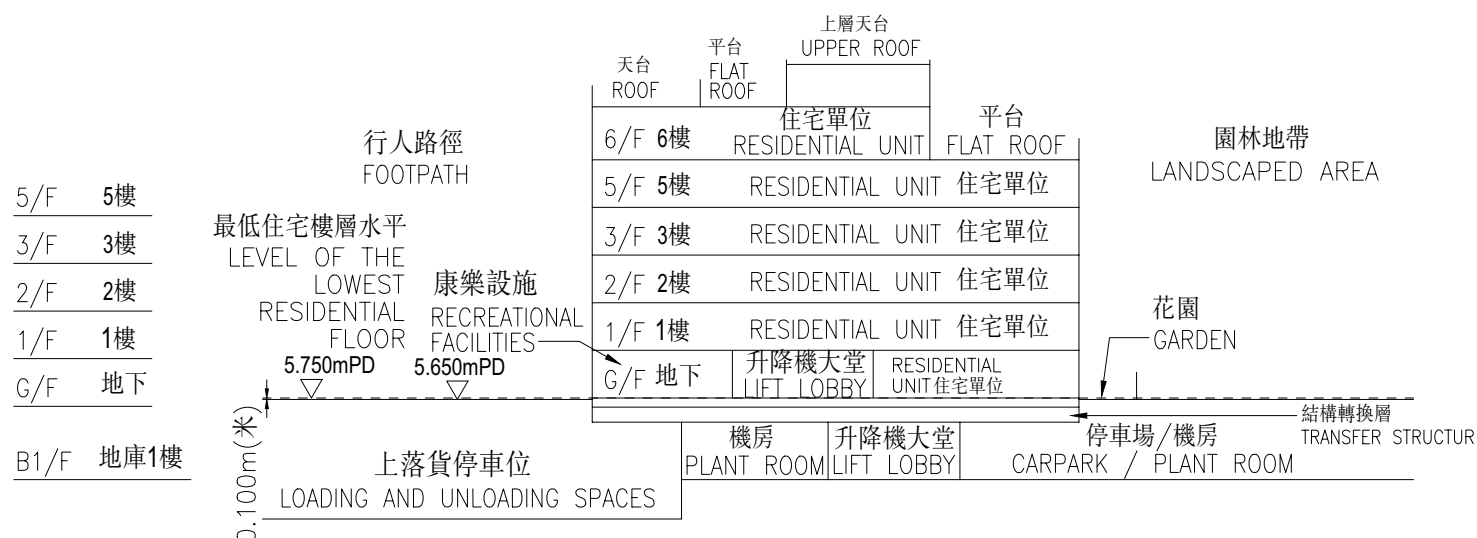 上層天台
UPPER ROOF
平台
FLAT
ROOF
天台
ROOF
6/F 6樓
住宅單位
RESIDENTIAL UNIT
平台
FLAT ROOF
行人路徑
FOOTPATH
園林地帶
LANDSCAPED AREA
5/F 5樓
5/F 5樓 RESIDENTIAL UNIT 住宅單位
3/F 3樓
3/F 3樓 RESIDENTIAL UNIT 住宅單位
2/F 2樓
2/F 2樓 RESIDENTIAL UNIT 住宅單位
1/F 1樓
1/F 1樓 RESIDENTIAL UNIT 住宅單位
最低住宅樓層水平
LEVEL OF THE
LOWEST
RESIDENTIAL
FLOOR
5.750mPD
康樂設施
RECREATIONAL
FACILITIES
5.650mPD
花園
GARDEN
G/F 地下
G/F 地下
升降機大堂
LIFT LOBBY
RESIDENTIAL
UNIT住宅單位
結構轉換層
TRANSFER STRUCTUR
B1/F 地庫1樓
0.100m(米)
上落貨停車位
LOADING AND UNLOADING SPACES
機房
PLANT ROOM
升降機大堂
LIFT LOBBY
停車場/機房
CARPARK / PLANT ROOM